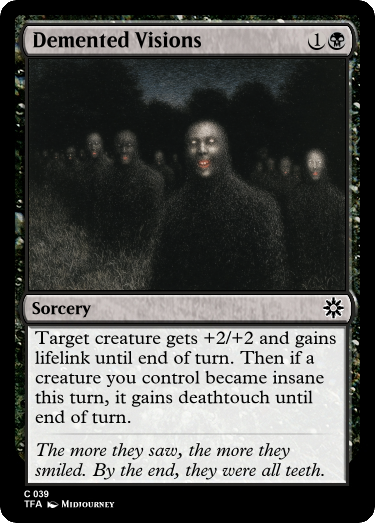 Demented Visions 1
Sorcery
Target creature gets +2/+2 and gains
lifelink until end of turn. Then if a
creature you control became insane
this turn, it gains deathtouch until
end of turn.
The more they saw, the more they
smiled. By the end, they were all teeth.
C 039
TFA Midjourney